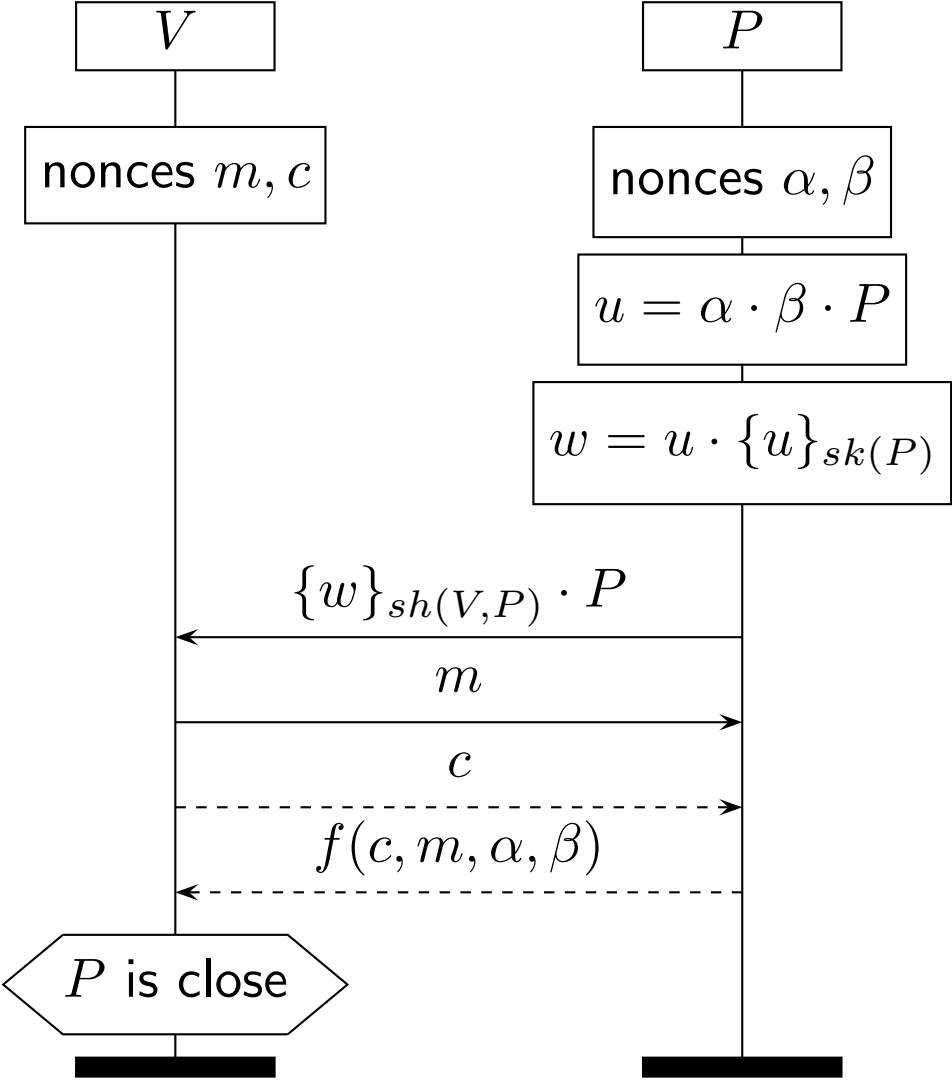 V
P
nonces m, c
nonces α, β
u = α · β · P
w = u · {u}sk(P)
{w}sh(V,P) · P
m
c
f(c, m, α, β)
P is close